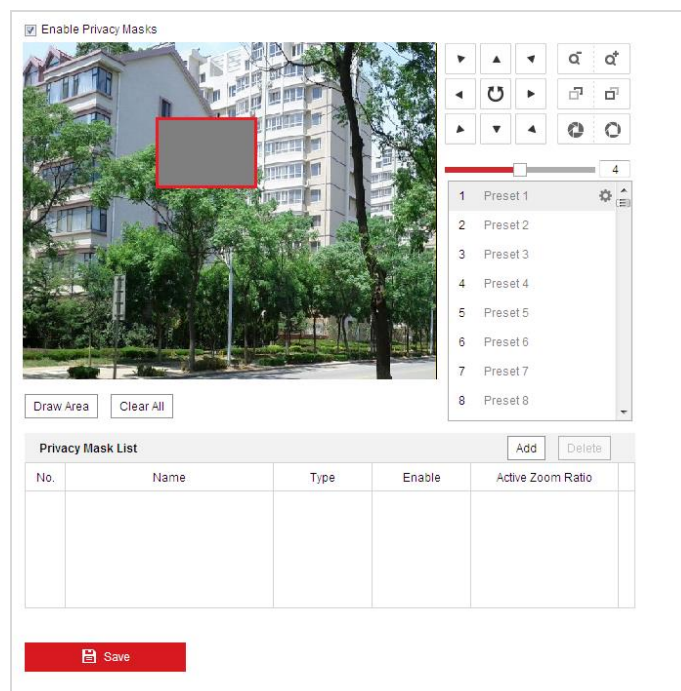 Enable Privacy Masks
4
1 Preset 1
2 Preset 2
3 Preset 3
4 Preset 4
5 Preset 5
6 Preset 6
7 Preset 7
8 Preset 8
Draw Area Clear All
Privacy Mask List Add Delete
No. Name Type Enable Active Zoom Ratio
Save